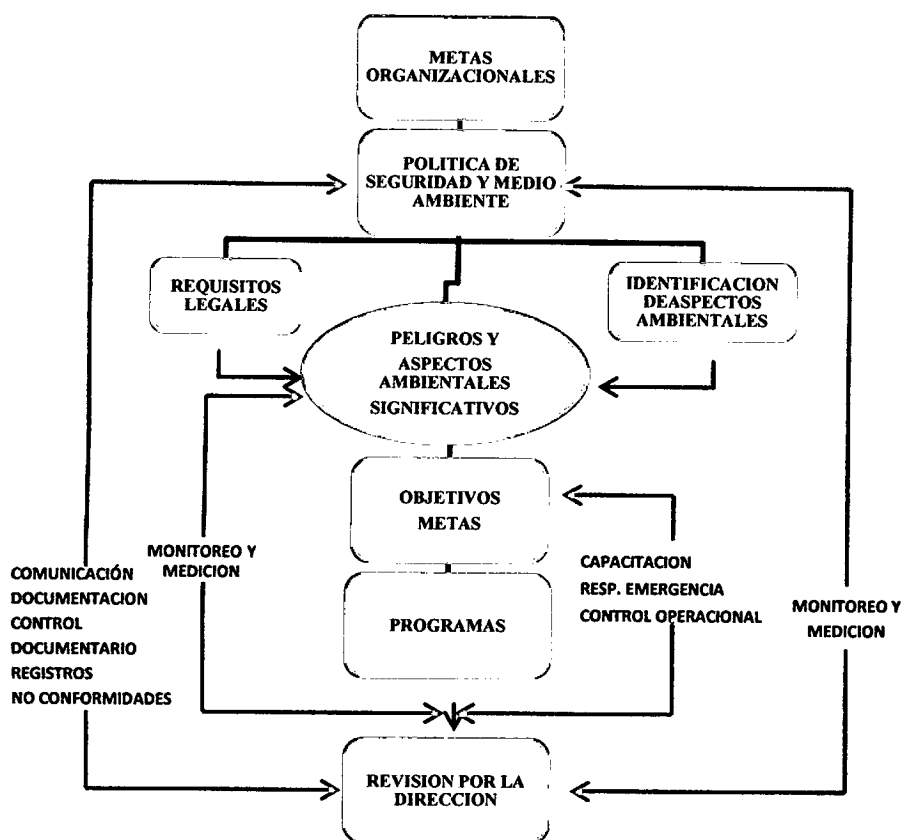 METAS
ORGANIZACIONALES
POLITICA DE
SEGURIDAD Y MEDIO
AMBIENTE
REQUISITOS
LEGALES
IDENTIFICACION
DEASPECTOS
AMBIENTALES
PELIGROS Y
ASPECTOS
AMBIENTALES
SIGNIFICATIVOS
OBJETIVOS
METAS
MONITOREO Y
MEDICION
COMUNICACIÓN
DOCUMENTACION
CONTROL
DOCUMENTARIO
REGISTROS
NO CONFORMIDADES
CAPACITACION
RESP. EMERGENCIA
CONTROL OPERACIONAL
MONITOREO Y
MEDICION
PROGRAMAS
REVISION POR LA
DIRECCION